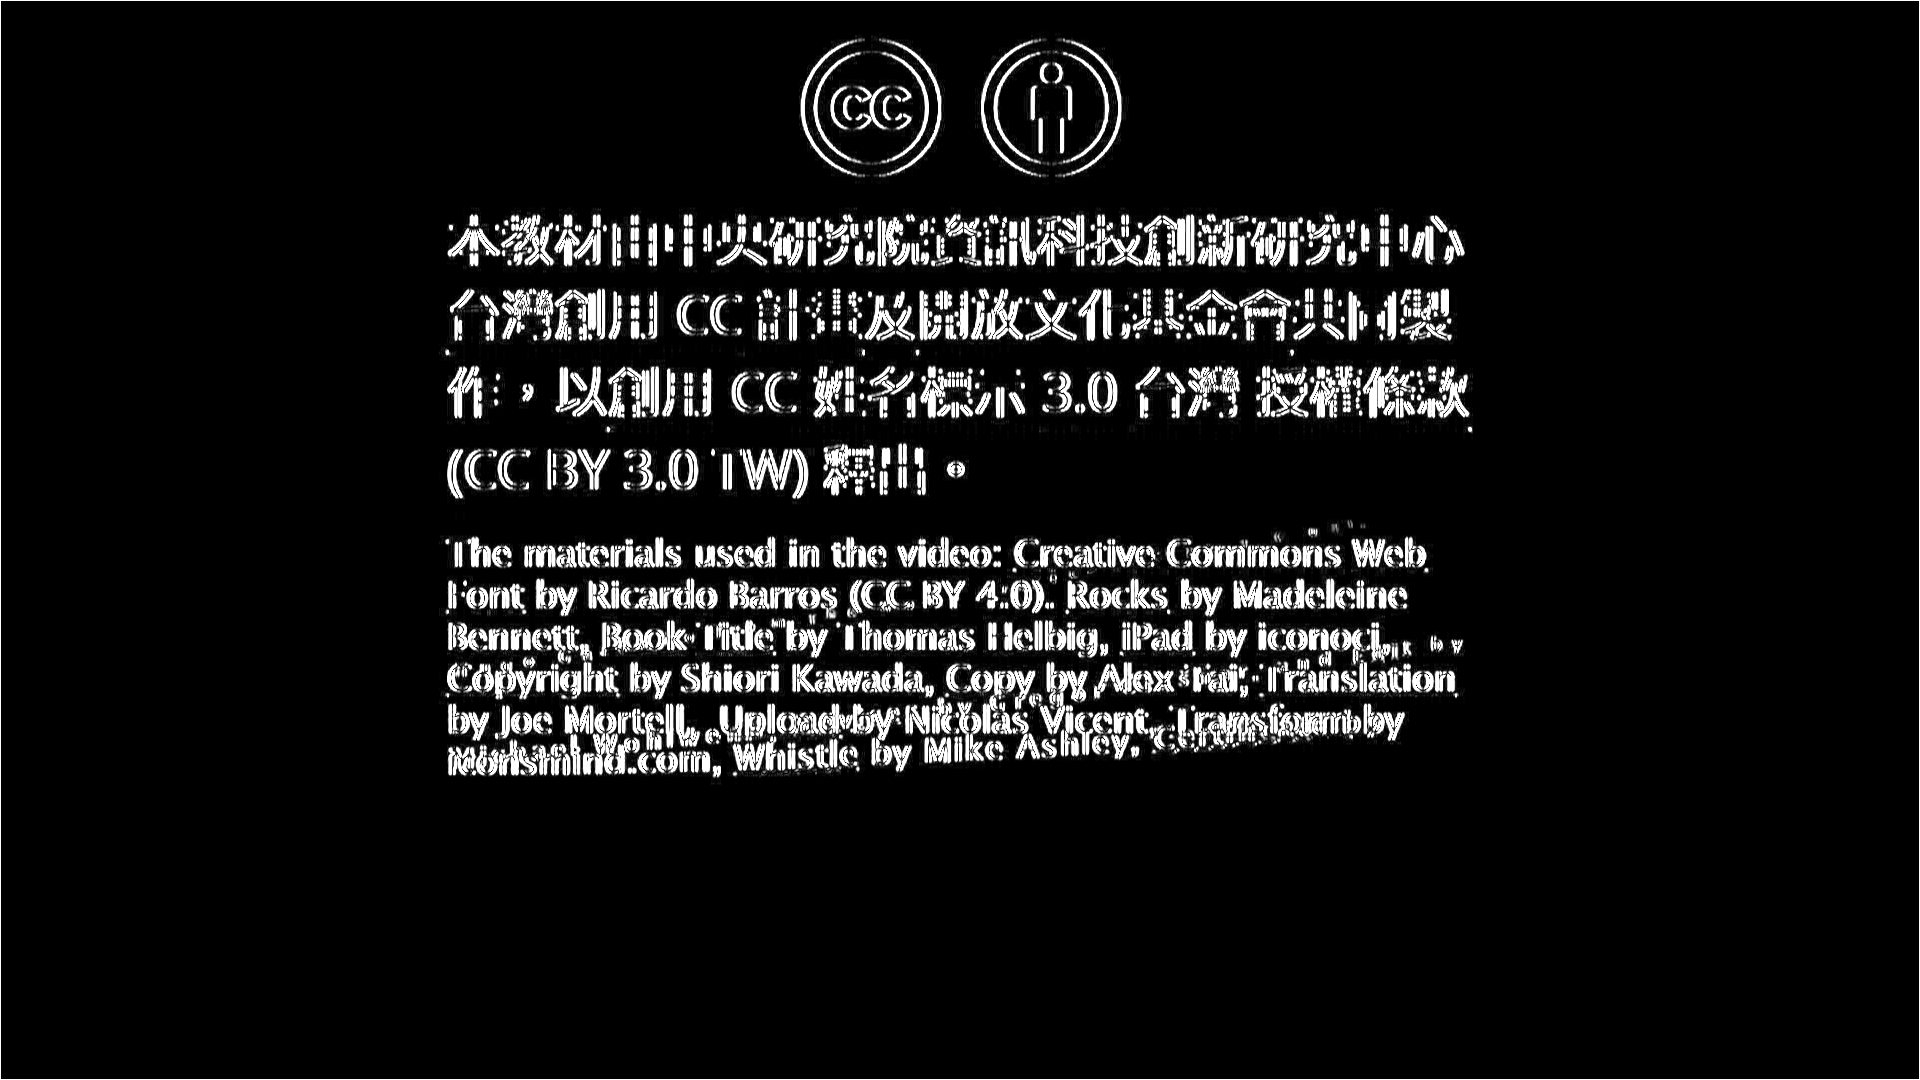 CC
本教材由中央研究院資訊科技創新研究中心
台灣創用 CC 計畫及開放文化基金會共同製
作,以創用 CC 姓名標示 3.0 台灣 授權條款
(CC BY 3.0 TW) 釋出。
The materials used in the video: Creative Commons Web
Font by Ricardo Barros (CC BY 4.0). Rocks by Madeleine
Bennett, Book Title by Thomas Helbig, iPad by
Copyright by Shiori Kawada, Copy by Alex Tai, Translation
by Joe Mortell, Upload by Nicolás Vicent, Transform by
Whistle by Mike Ashley,